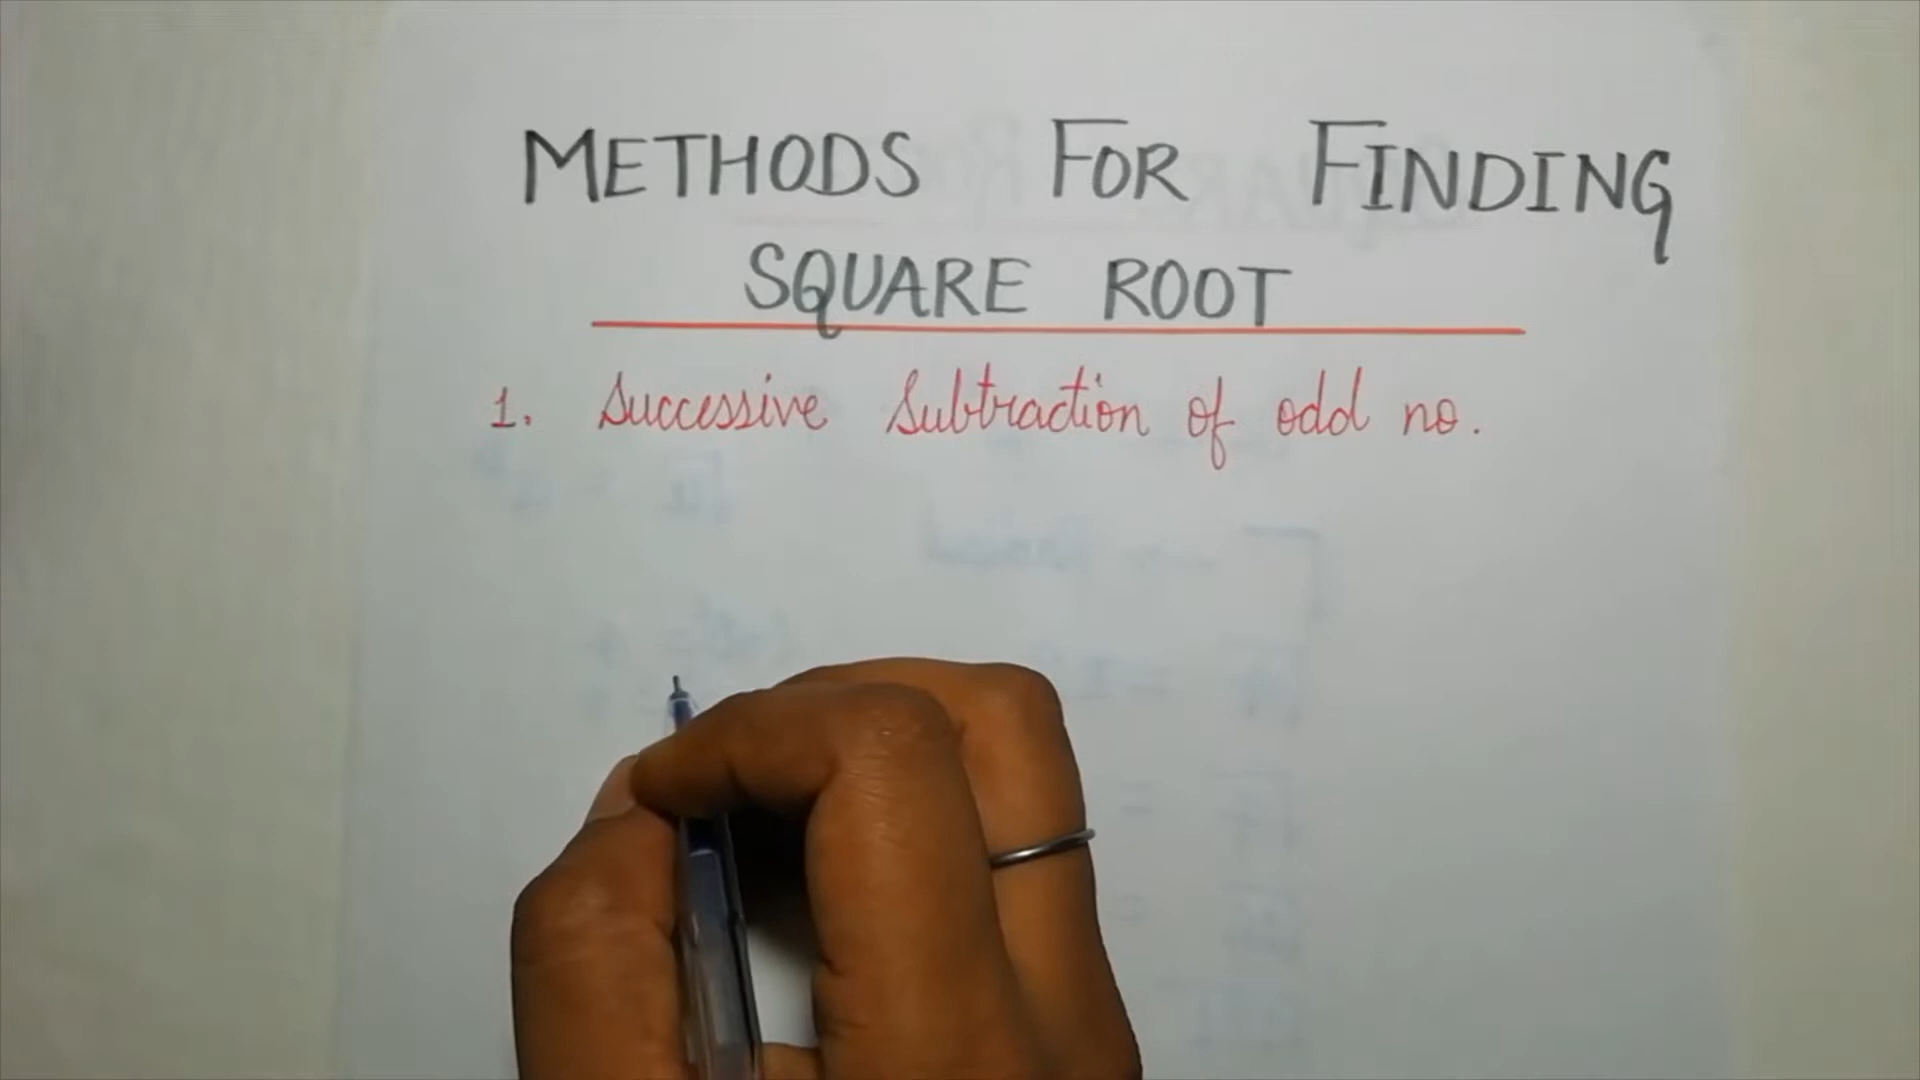 METHODS FOR FINDING
SQUARE ROOT
1. Successive Subtraction of odd no.